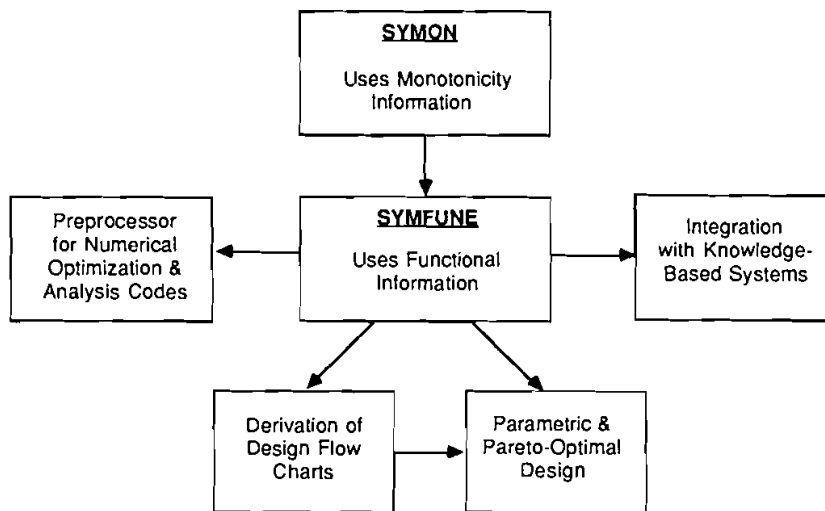 SYMON
Uses Monotonicity
Information
SYMFUNE
Uses Functional
Information
Preprocessor
for Numerical
Optimization &
Analysis Codes
Integration
with Knowledge-
Based Systems
Derivation of
Design Flow
Charts
Parametric &
Pareto-Optimal
Design